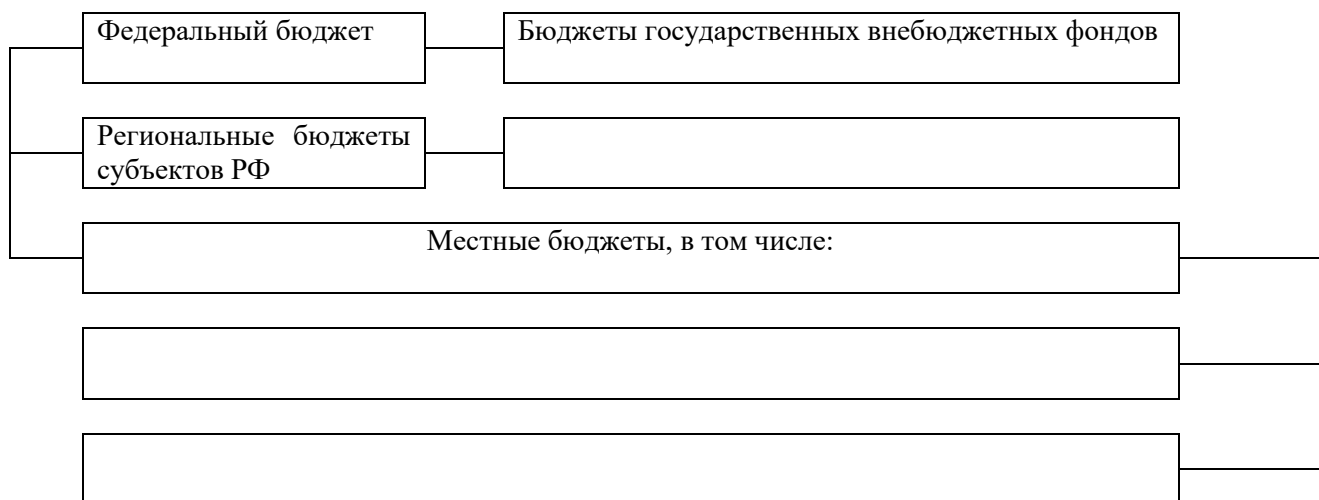 Федеральный бюджет
Бюджеты государственных внебюджетных фондов
Региональные бюджеты
субъектов РФ
Местные бюджеты, в том числе: